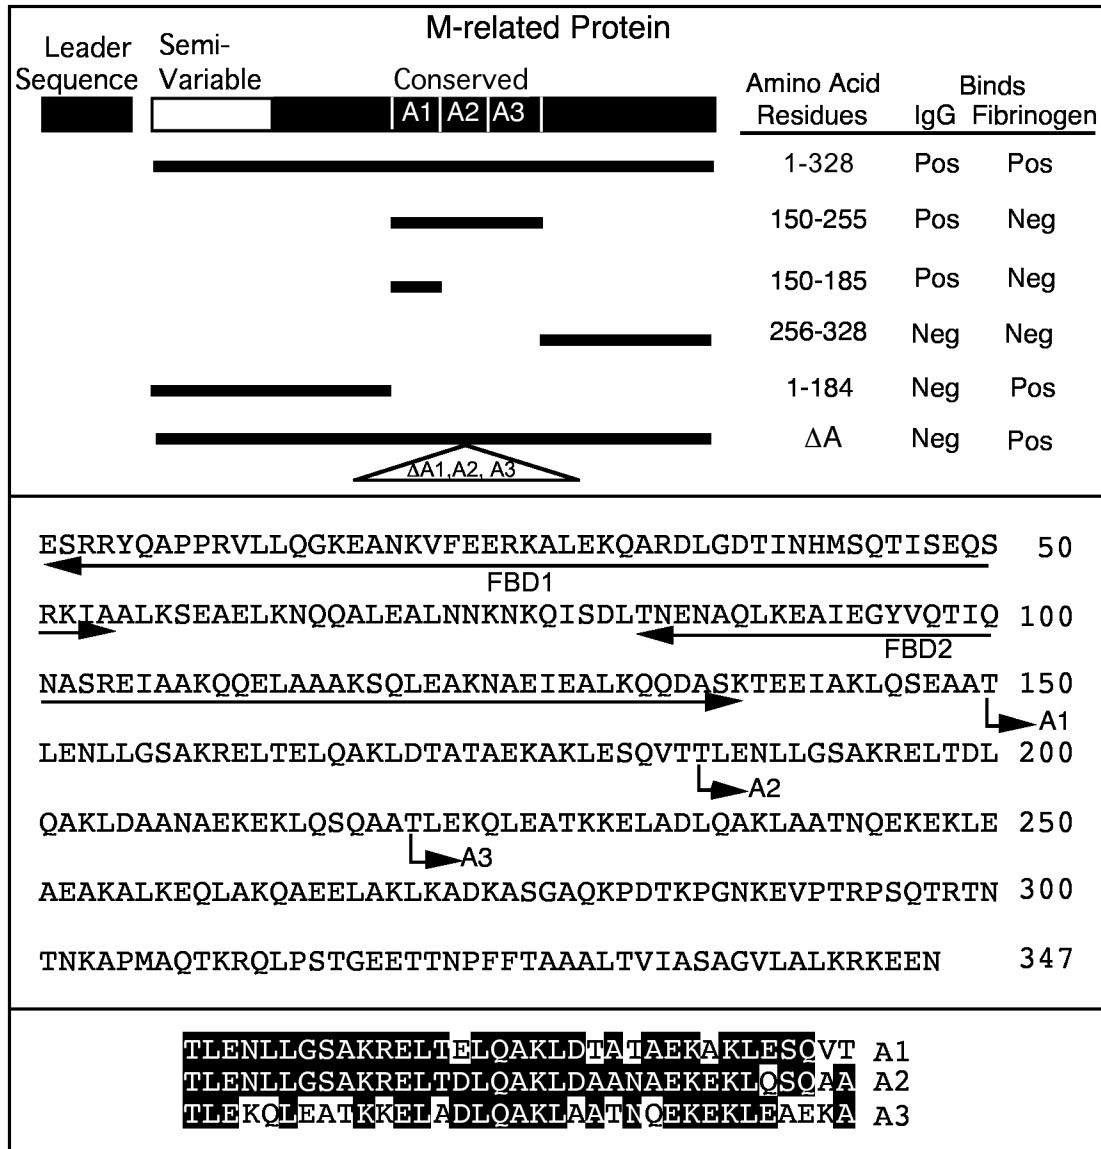 M-related Protein
Leader Sequence
Semi-Variable
Conserved
A1 A2 A3
Amino Acid Residues
Binds
IgG Fibrinogen
1-328 Pos Pos
150-255 Pos Neg
150-185 Pos Neg
256-328 Neg Neg
1-184 Neg Pos
ΔA Neg Pos
ΔA1,A2, A3
ESRRYQAPPRVLLQGKEANKVFEERKALEKQARDLGDTINHMSQTISEQS 50
FBD1
RKIAALKSEAELKNQQALEALNNKNKQISDLTNENAQLKEAIEGYVQTIQ 100
FBD2
NASREIAAKQQELAAAKSQLEAKNAEIEALKQQDASKTEEIAKLQSEAAT 150
A1
LENLLGSAKRELTELQAKLDTATAEKAKLESQVTTLENLLGSAKRELTDL 200
A2
QAKLDAANAEKEKLQSQAATLEKQLEATKKELADLQAKLAATNQEKEKLE 250
A3
AEAKALKEQLAKQAEELAKLKADKASGAQKPDTKPGNKEVPTRPSQTRTN 300
TNKAPMAQTKRQLPSTGEETTNPFFTAAALTVIASAGVLALKRKEEN 347
TLENLLGSAKRELTELQAKLDTATAEKAKLESQVT A1
TLENLLGSAKRELTDLQAKLDAANAEKEKLQSQAA A2
TLEKQLEATKKELADLQAKLAATNQEKEKLEAEKA A3